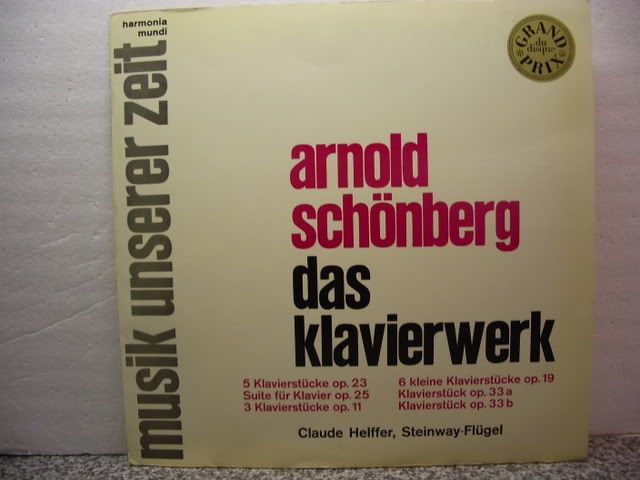 harmonia
mundi
musik unserer zeit
GRAND
du
disque
PRIX
arnold
schönberg
das
klavierwerk
5 Klavierstücke op. 23
Suite für Klavier op. 25
3 Klavierstücke op. 11
6 kleine Klavierstücke op. 19
Klavierstück op. 33 a
Klavierstück op. 33 b
Claude Helffer, Steinway-Flügel